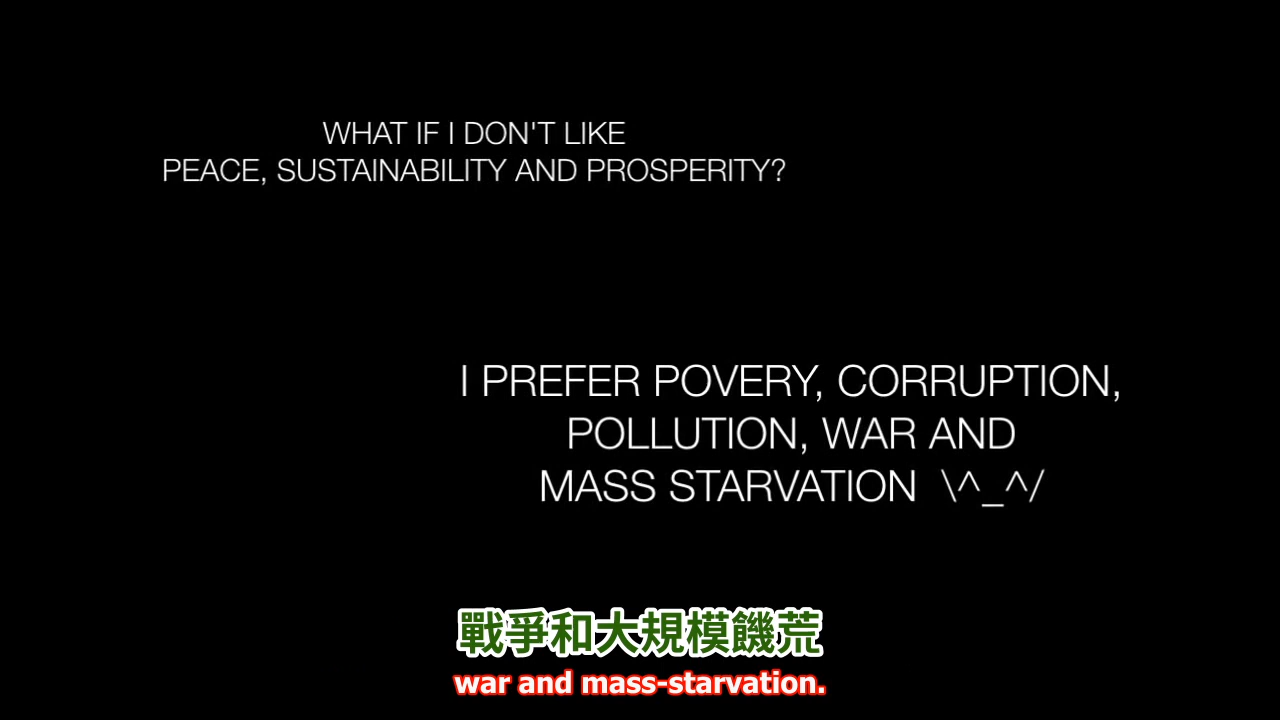 WHAT IF I DON'T LIKE
PEACE, SUSTAINABILITY AND PROSPERITY?
I PREFER POVERY, CORRUPTION,
POLLUTION, WAR AND
MASS STARVATION \^_^/
戰爭和大規模饑荒
war and mass-starvation.